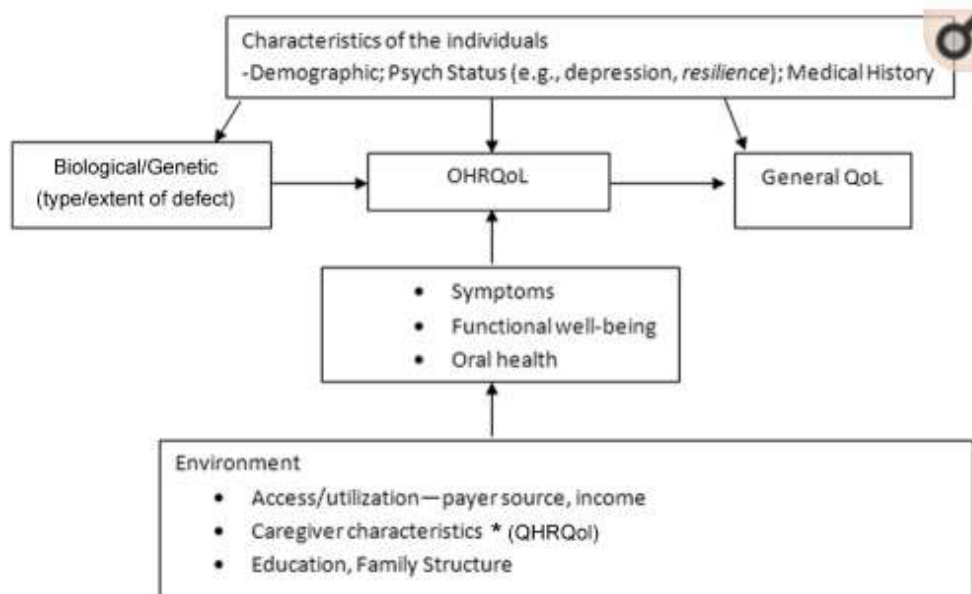 Characteristics of the individuals
-Demographic; Psych Status (e.g., depression, resilience); Medical History
Biological/Genetic
(type/extent of defect)
OHRQoL
General QoL
• Symptoms
• Functional well-being
• Oral health
Environment
• Access/utilization—payer source, income
• Caregiver characteristics * (QHRQol)
• Education, Family Structure